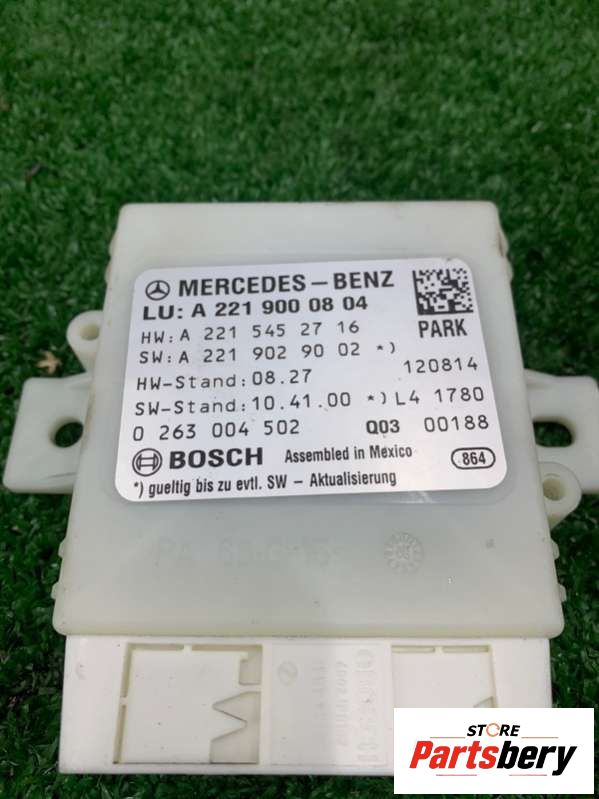 MERCEDES-BENZ
LU: A 221 900 08 04
HW: A 221 545 27 16
PARK
SW: A 221 902 90 02 *)
HW-Stand: 08.27
120814
SW-Stand: 10.41.00 *) L4 1780
0 263 004 502 Q03 00188
BOSCH Assembled in Mexico 864
*) gueltig bis zu evtl. SW - Aktualisierung
STORE
Partsbery